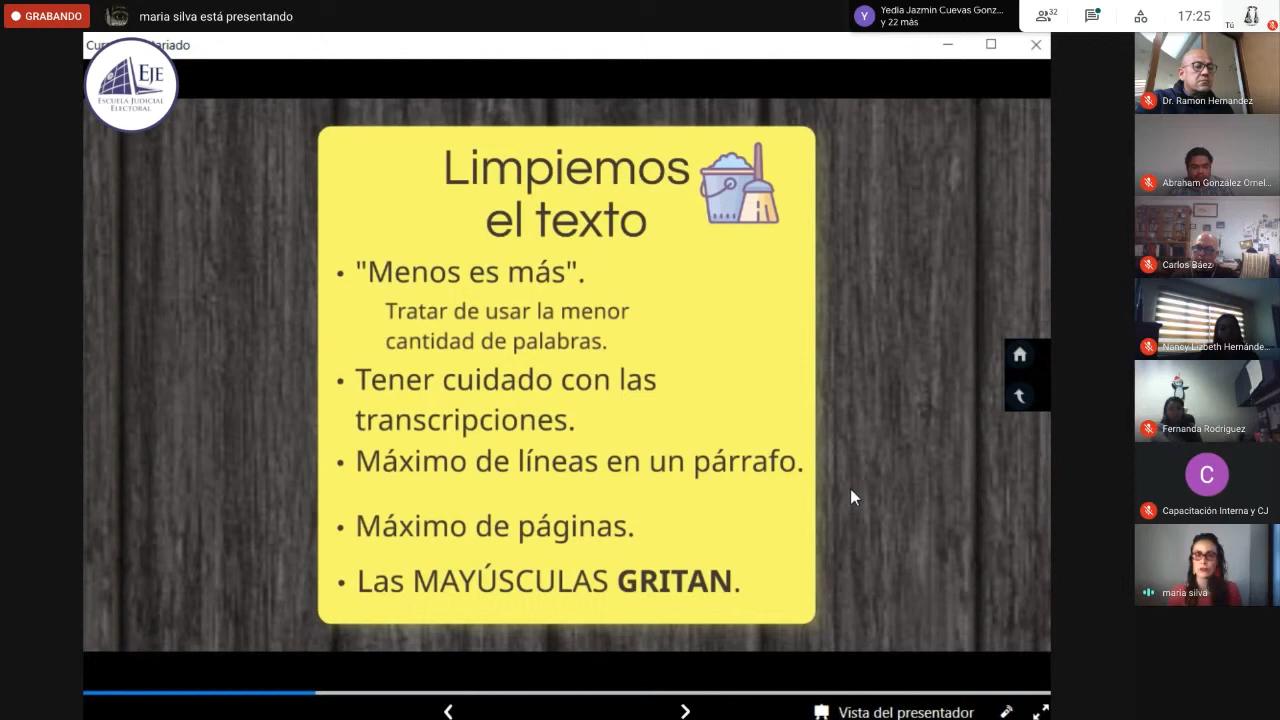 GRABANDO
maria silva está presentando
Yedia Jazmin Cuevas Gonz...
y 22 más
Y
32
17:25
Tú
EJE
ESCUELA JUDICIAL
ELECTORAL
Limpiemos
el texto
• "Menos es más".
Tratar de usar la menor
cantidad de palabras.
• Tener cuidado con las
transcripciones.
• Máximo de líneas en un párrafo.
• Máximo de páginas.
• Las MAYÚSCULAS GRITAN.
Vista del presentador
Dr. Ramon Hernandez
Abraham González Ornel...
Carlos Báez
Nancy Lizbeth Hernánde...
Fernanda Rodriguez
C
Capacitación Interna y CJ
maria silva